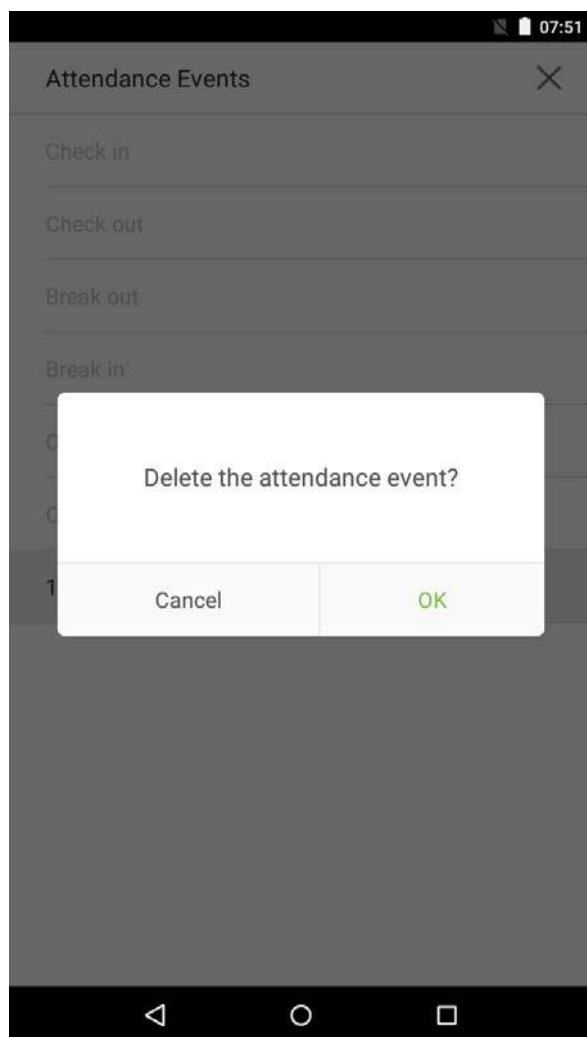 07:51
Attendance Events
Check in
Check out
Break out
Break in
Delete the attendance event?
Cancel
OK